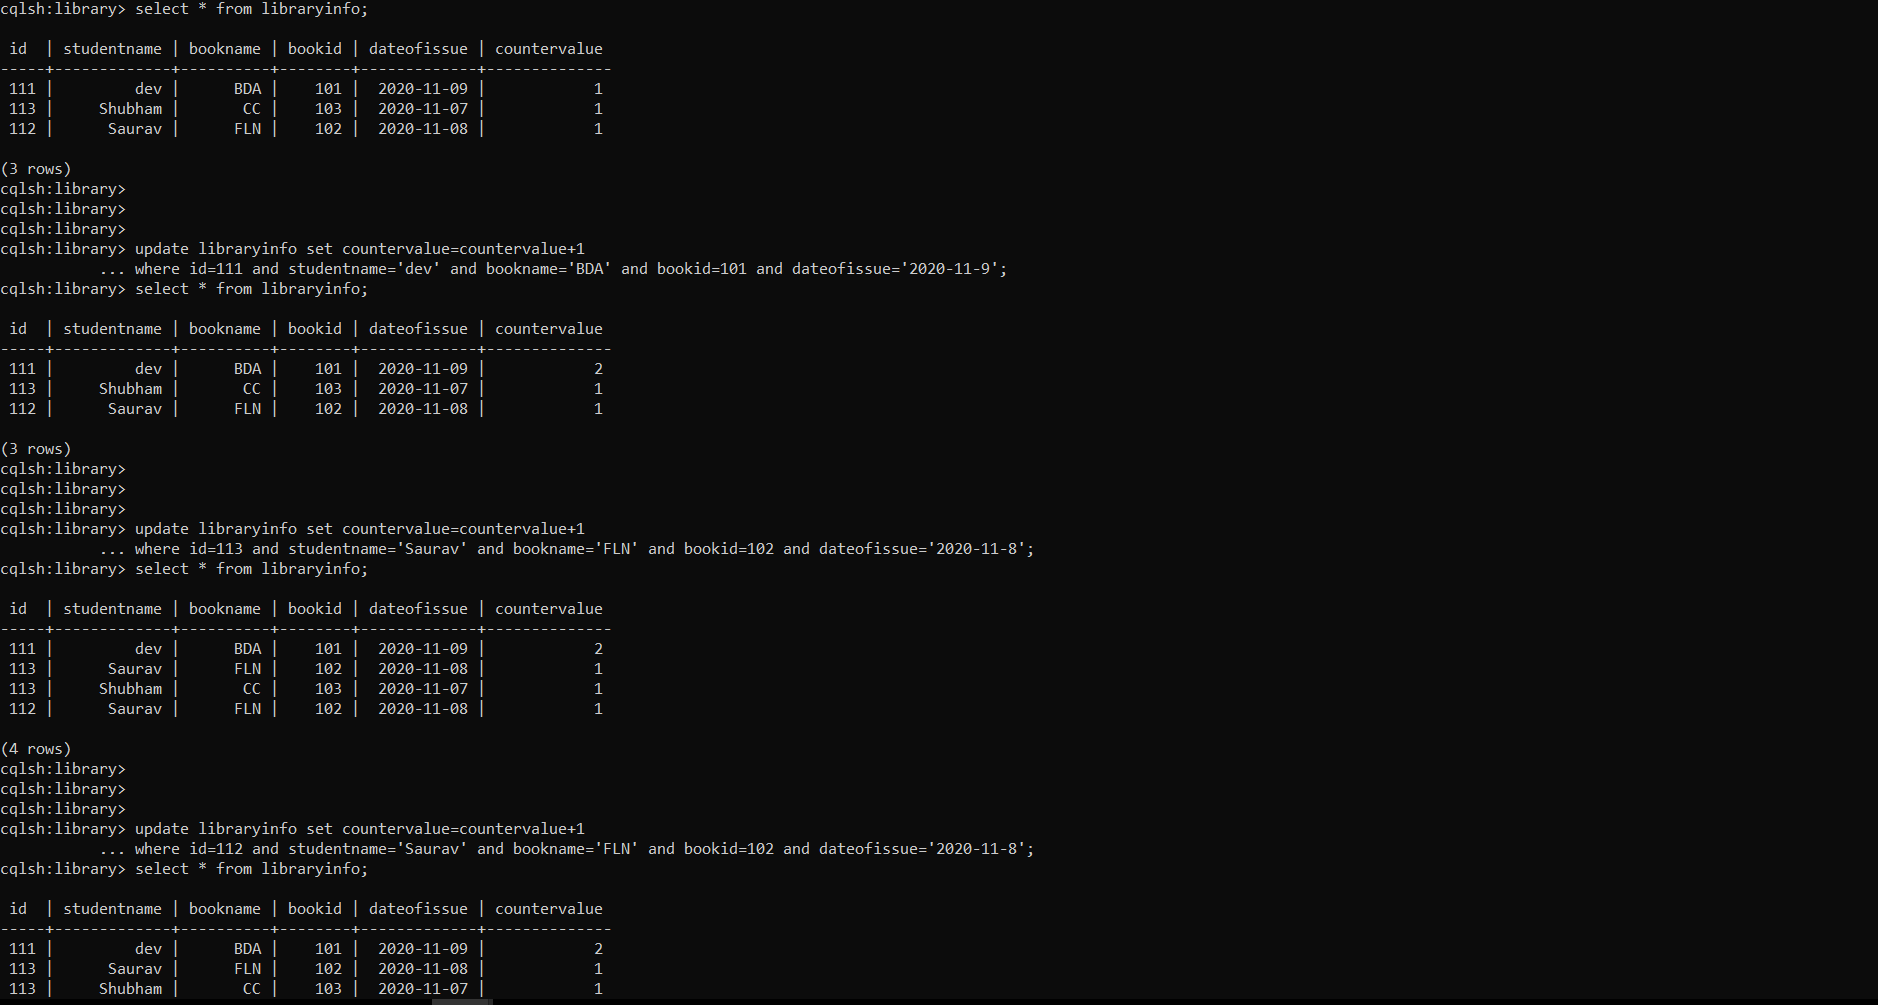 cqlsh:library> select * from libraryinfo;
 id  | studentname | bookname | bookid | dateofissue | countervalue
-----+-------------+----------+--------+-------------+--------------
 111 |         dev |      BDA |    101 |  2020-11-09 |            1
 113 |     Shubham |       CC |    103 |  2020-11-07 |            1
 112 |      Saurav |      FLN |    102 |  2020-11-08 |            1
(3 rows)
cqlsh:library>
cqlsh:library>
cqlsh:library>
cqlsh:library> update libraryinfo set countervalue=countervalue+1
           ... where id=111 and studentname='dev' and bookname='BDA' and bookid=101 and dateofissue='2020-11-9';
cqlsh:library> select * from libraryinfo;
 id  | studentname | bookname | bookid | dateofissue | countervalue
-----+-------------+----------+--------+-------------+--------------
 111 |         dev |      BDA |    101 |  2020-11-09 |            2
 113 |     Shubham |       CC |    103 |  2020-11-07 |            1
 112 |      Saurav |      FLN |    102 |  2020-11-08 |            1
(3 rows)
cqlsh:library>
cqlsh:library>
cqlsh:library>
cqlsh:library> update libraryinfo set countervalue=countervalue+1
           ... where id=113 and studentname='Saurav' and bookname='FLN' and bookid=102 and dateofissue='2020-11-8';
cqlsh:library> select * from libraryinfo;
 id  | studentname | bookname | bookid | dateofissue | countervalue
-----+-------------+----------+--------+-------------+--------------
 111 |         dev |      BDA |    101 |  2020-11-09 |            2
 113 |      Saurav |      FLN |    102 |  2020-11-08 |            1
 113 |     Shubham |       CC |    103 |  2020-11-07 |            1
 112 |      Saurav |      FLN |    102 |  2020-11-08 |            1
(4 rows)
cqlsh:library>
cqlsh:library>
cqlsh:library>
cqlsh:library> update libraryinfo set countervalue=countervalue+1
           ... where id=112 and studentname='Saurav' and bookname='FLN' and bookid=102 and dateofissue='2020-11-8';
cqlsh:library> select * from libraryinfo;
 id  | studentname | bookname | bookid | dateofissue | countervalue
-----+-------------+----------+--------+-------------+--------------
 111 |         dev |      BDA |    101 |  2020-11-09 |            2
 113 |      Saurav |      FLN |    102 |  2020-11-08 |            1
 113 |     Shubham |       CC |    103 |  2020-11-07 |            1